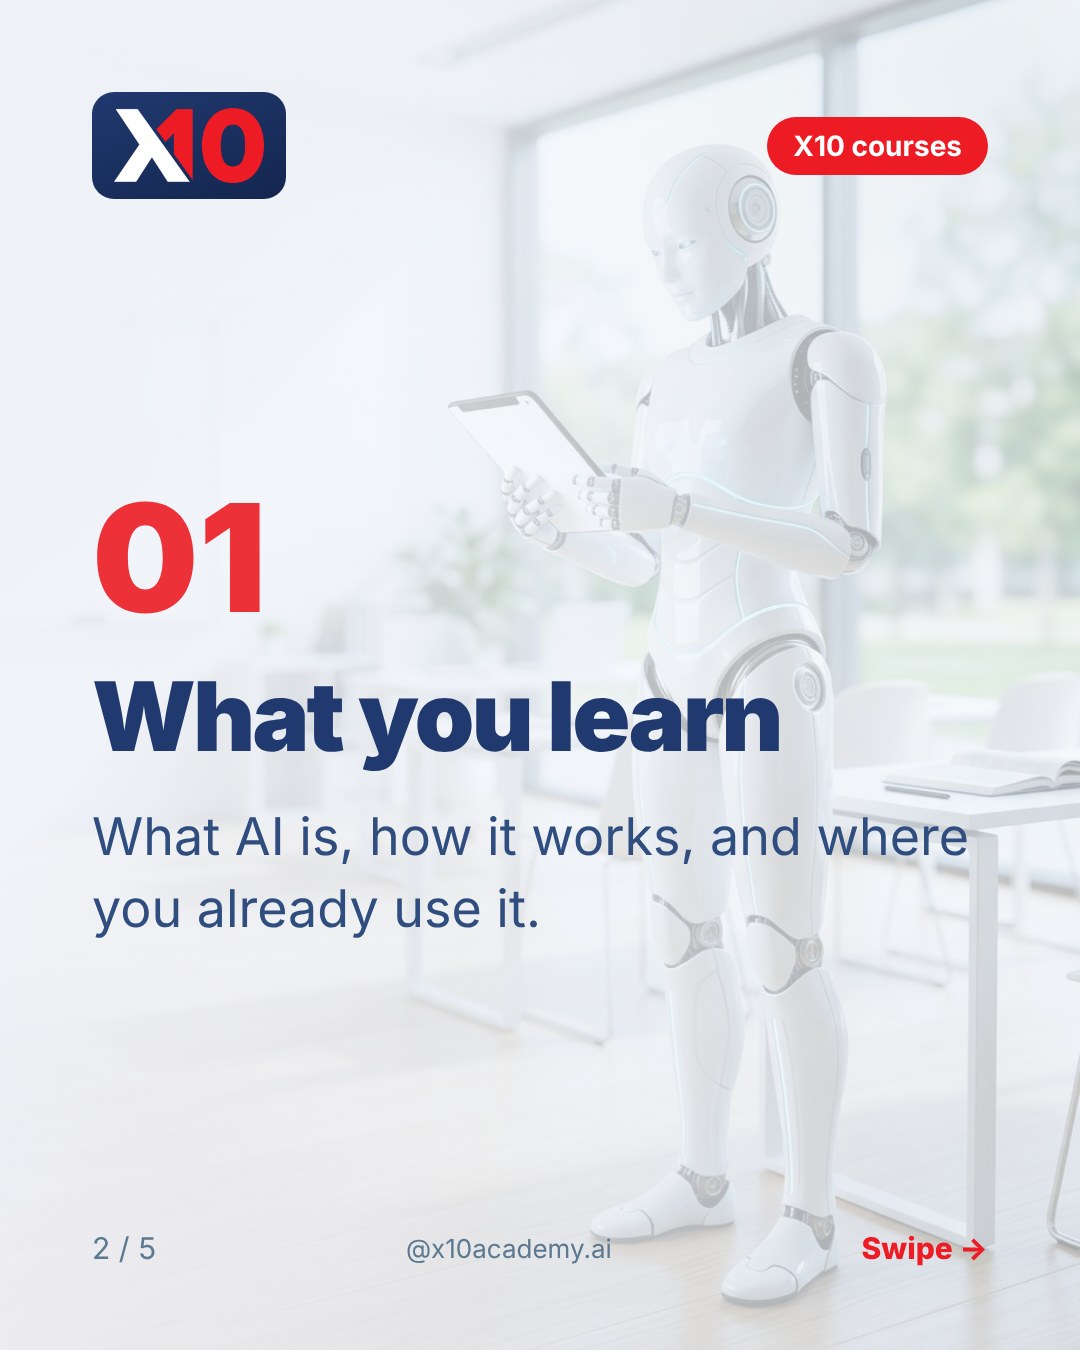 X10
X10 courses
01
What you learn
What AI is, how it works, and where
you already use it.
2 / 5
@x10academy.ai
Swipe →